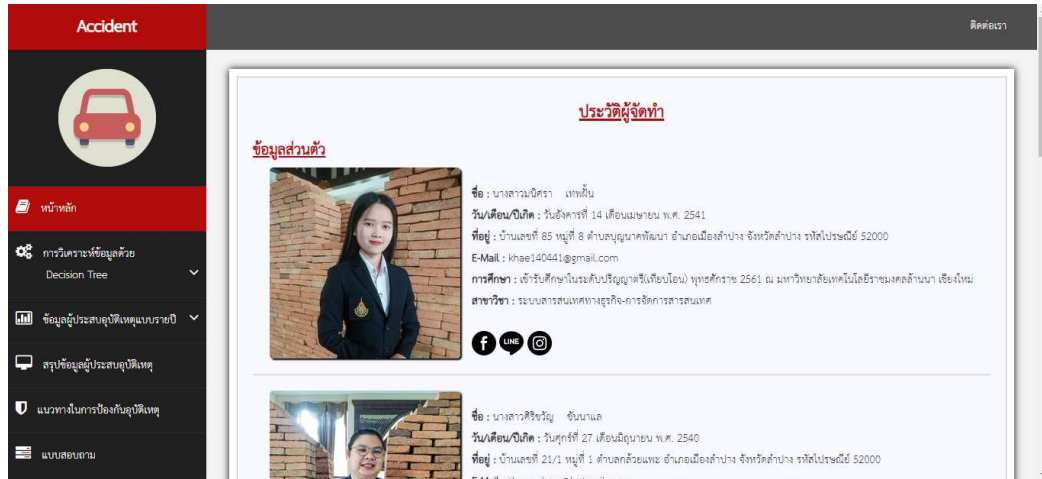 Accident
ติดต่อเรา
ประวัติผู้จัดทำ
ข้อมูลส่วนตัว
ชื่อ : นางสาวมนิศรา เทพฝั้น
วัน/เดือน/ปีเกิด : วันอังคารที่ 14 เดือนเมษายน พ.ศ. 2541
ที่อยู่ : บ้านเลขที่ 85 หมู่ที่ 8 ตำบลบุญนาคพัฒนา อำเภอเมืองลำปาง จังหวัดลำปาง รหัสไปรษณีย์ 52000
E-Mail : khae140441@gmail.com
การศึกษา : เข้ารับศึกษาในระดับปริญญาตรี(เทียบโอน) พุทธศักราช 2561 ณ มหาวิทยาลัยเทคโนโลยีราชมงคลล้านนา เชียงใหม่
สาขาวิชา : ระบบสารสนเทศทางธุรกิจ-การจัดการสารสนเทศ
LINE
ชื่อ : นางสาวศิริขวัญ ขันนาแล
วัน/เดือน/ปีเกิด : วันศุกร์ที่ 27 เดือนมิถุนายน พ.ศ. 2540
ที่อยู่ : บ้านเลขที่ 21/1 หมู่ที่ 1 ตำบลกล้วยแพะ อำเภอเมืองลำปาง จังหวัดลำปาง รหัสไปรษณีย์ 52000
หน้าหลัก
การวิเคราะห์ข้อมูลด้วย
Decision Tree
ข้อมูลผู้ประสบอุบัติเหตุแบบรายปี
สรุปข้อมูลผู้ประสบอุบัติเหตุ
แนวทางในการป้องกันอุบัติเหตุ
แบบสอบถาม